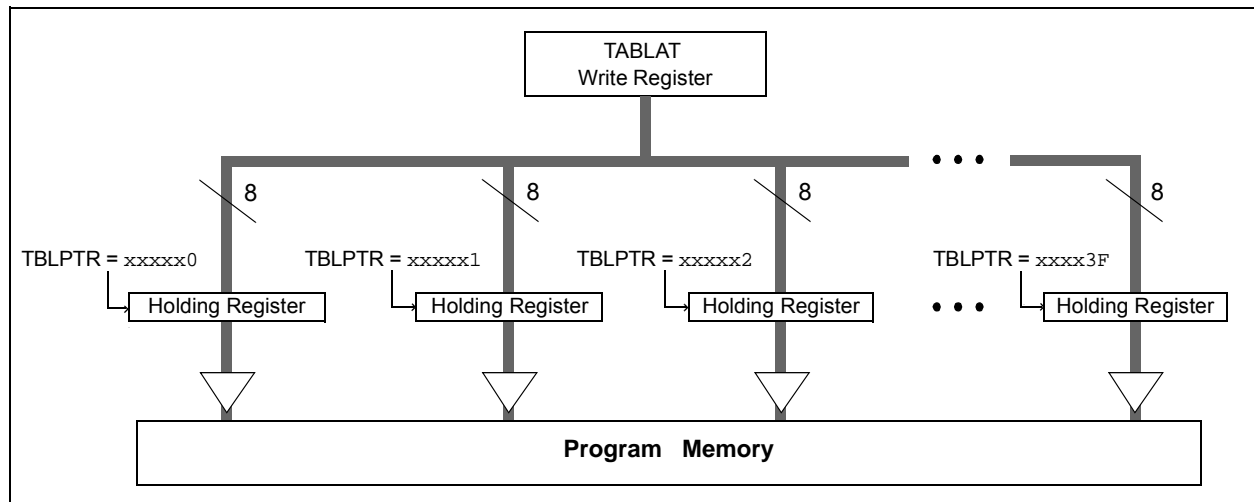 TABLAT
Write Register
• • •
8 8 8 8
TBLPTR = xxxxx0 TBLPTR = xxxxx1 TBLPTR = xxxxx2 TBLPTR = xxxx3F
Holding Register Holding Register Holding Register • • • Holding Register
Program Memory